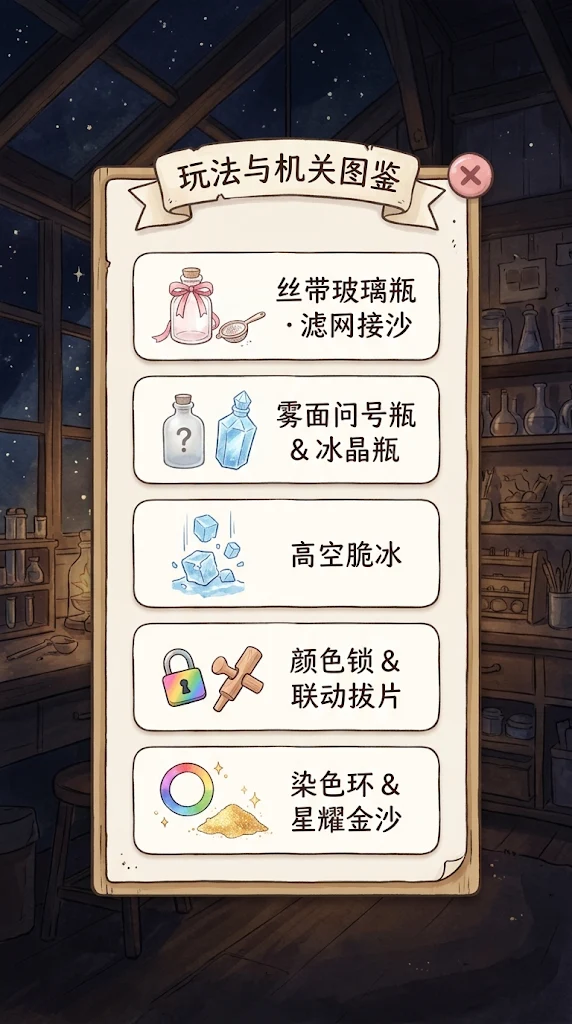 玩法与机关图鉴
丝带玻璃瓶
·滤网接沙
?
雾面问号瓶
& 冰晶瓶
高空脆冰
颜色锁 &
联动拔片
染色环 &
星耀金沙